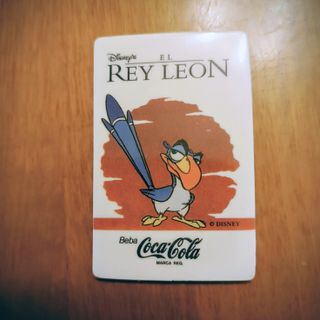 Disney's
EL
REY LEON
© DISNEY
Beba
Coca-Cola
MARCA REG.